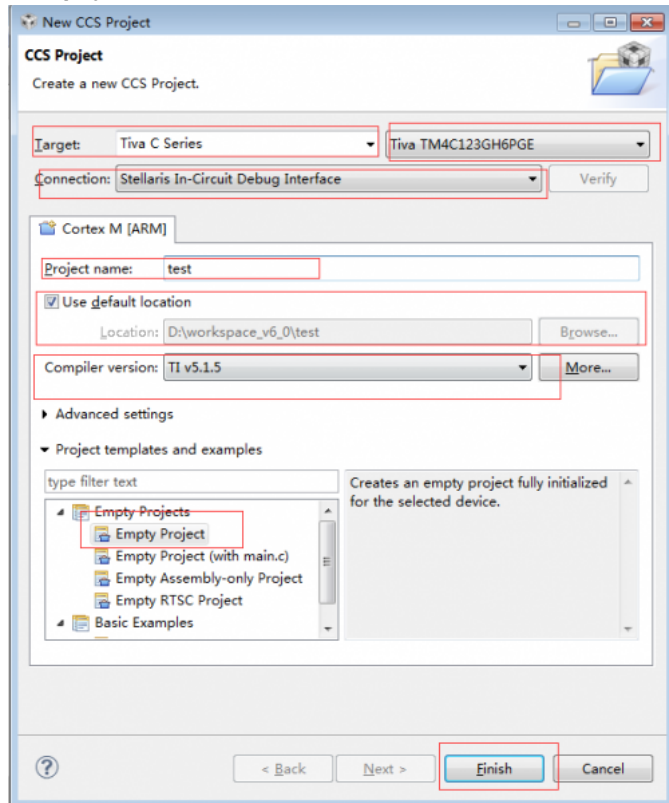 New CCS Project
CCS Project
Create a new CCS Project.
Target: Tiva C Series Tiva TM4C123GH6PGE
Connection: Stellaris In-Circuit Debug Interface Verify
Cortex M [ARM]
Project name: test
Use default location
Location: D:\workspace_v6_0\test Browse...
Compiler version: TI v5.1.5 More...
Advanced settings
Project templates and examples
type filter text
Empty Projects
Empty Project
Empty Project (with main.c)
Empty Assembly-only Project
Empty RTSC Project
Basic Examples
Creates an empty project fully initialized
for the selected device.
? < Back Next > Finish Cancel